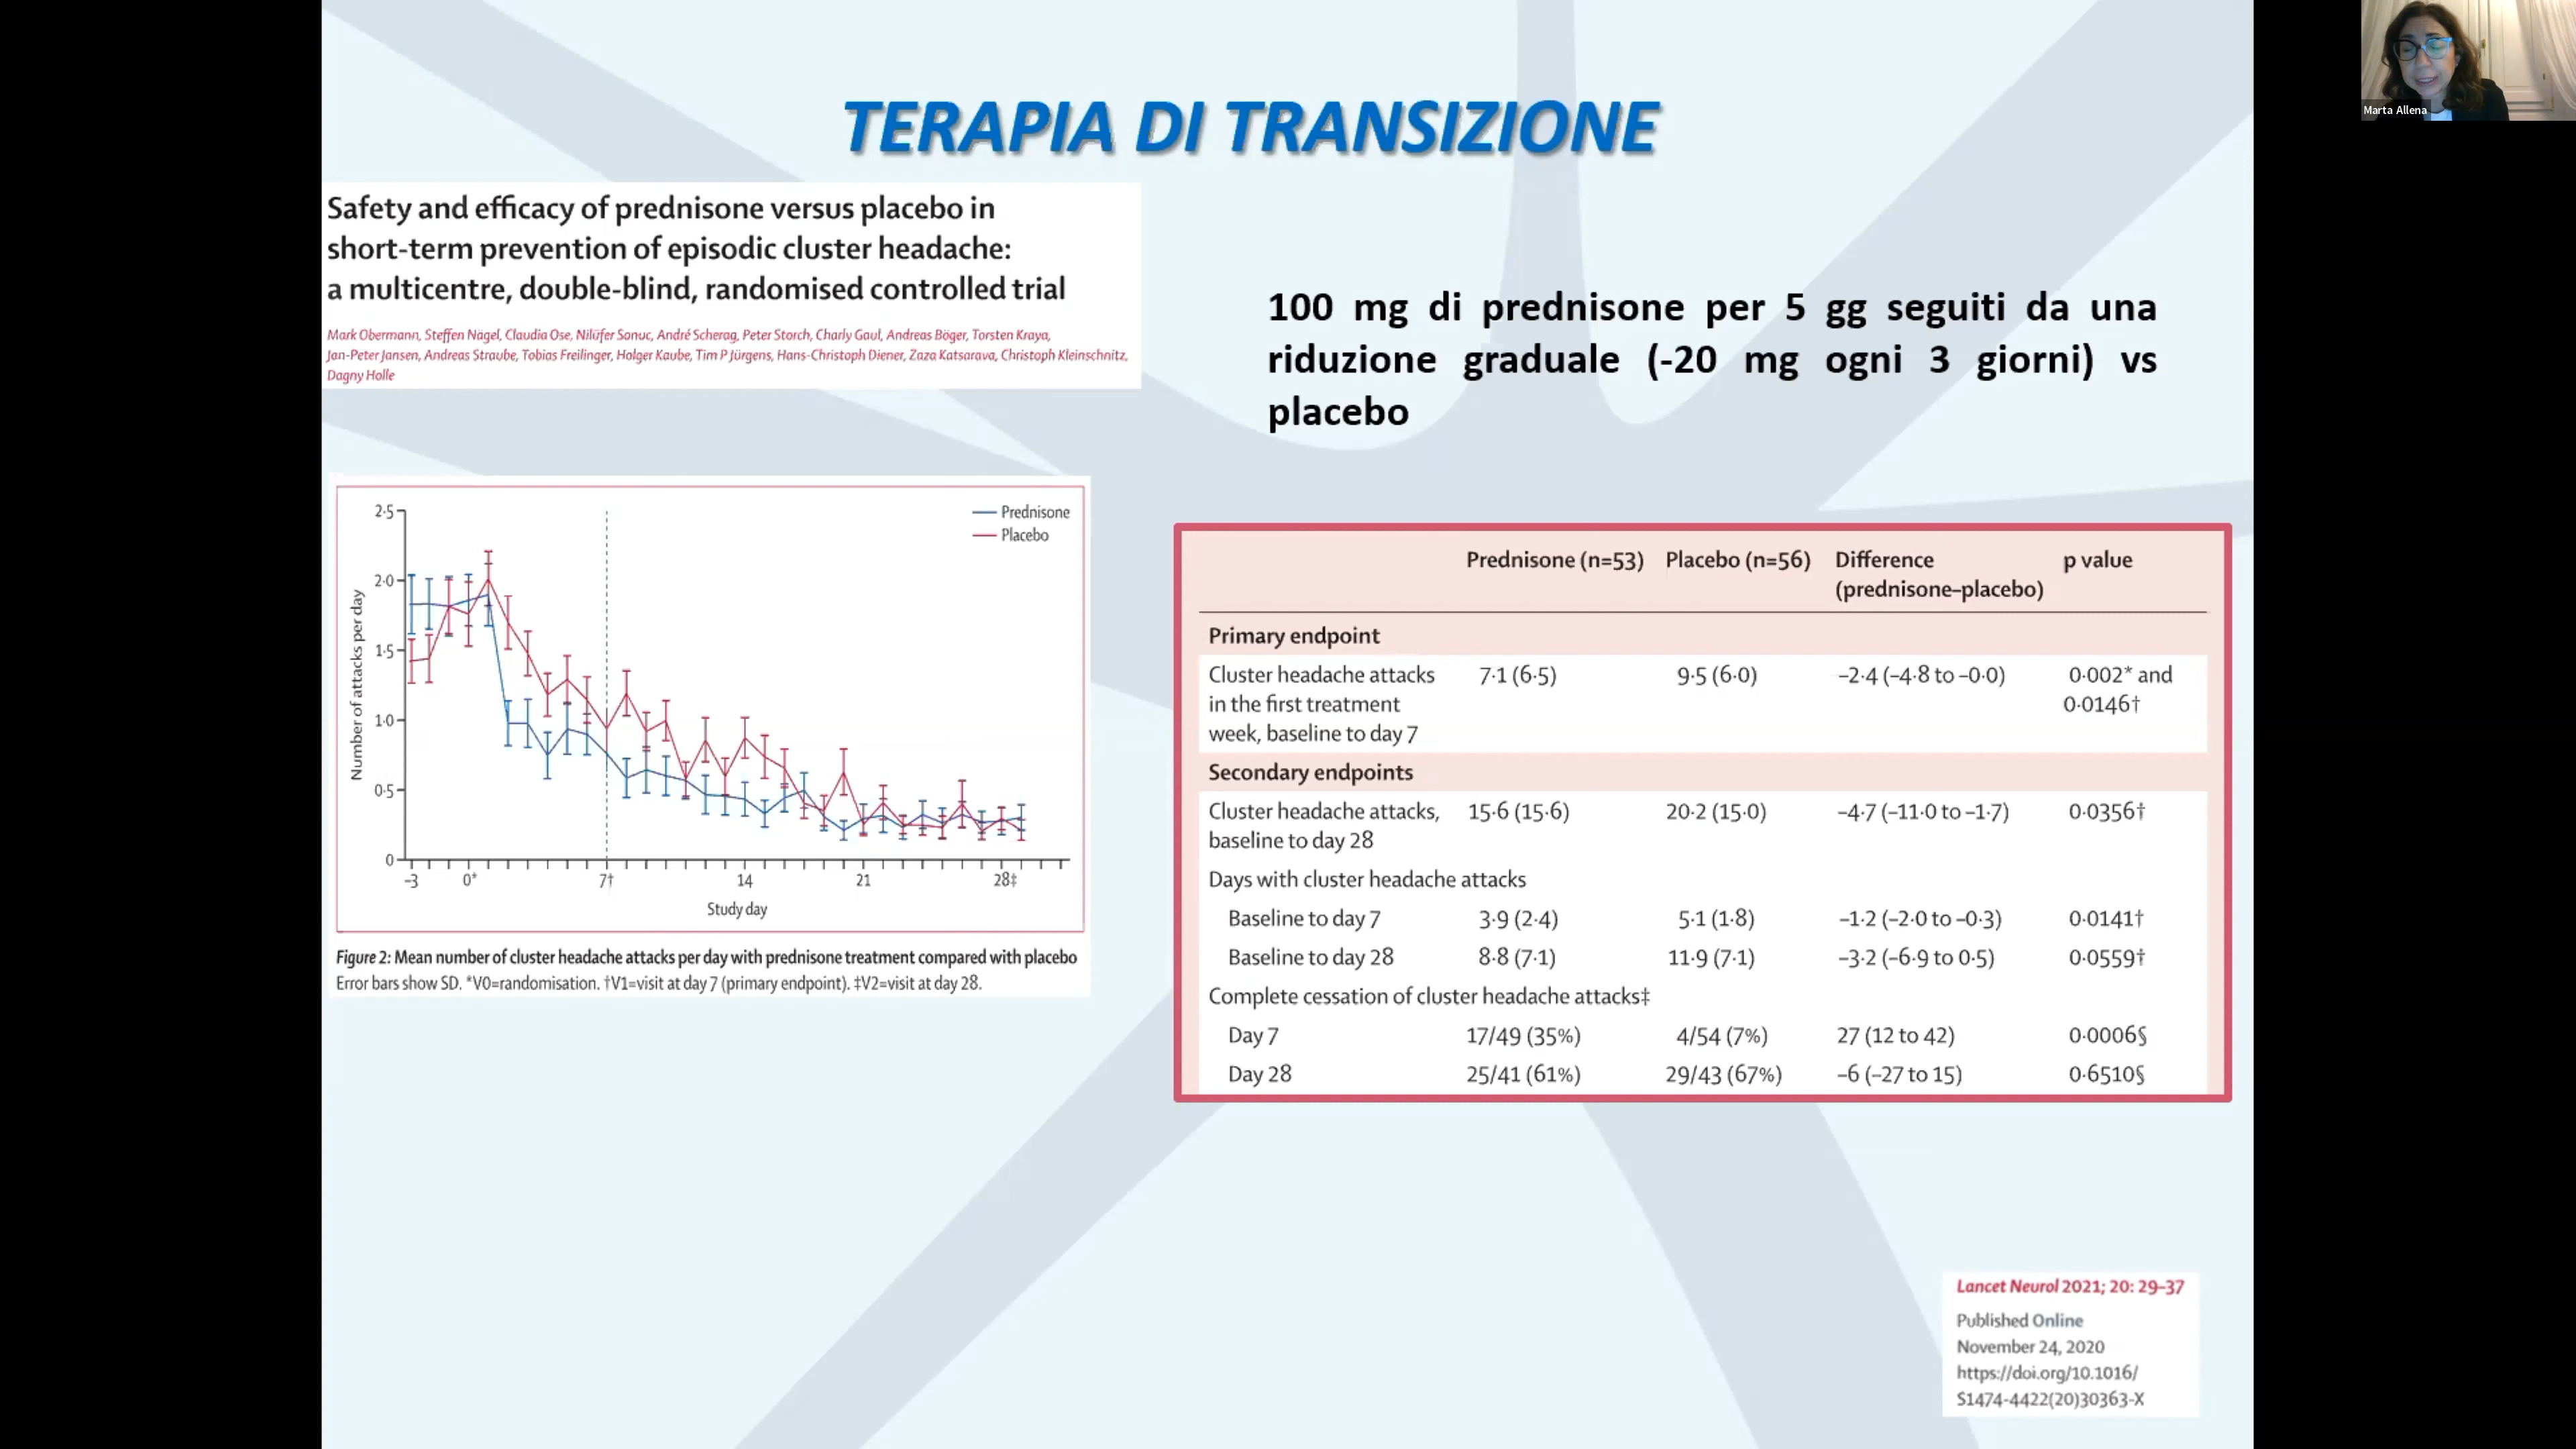 Marta Allena
TERAPIA DI TRANSIZIONE
Safety and efficacy of prednisone versus placebo in
short-term prevention of episodic cluster headache:
a multicentre, double-blind, randomised controlled trial
Mark Obermann, Steffen Nagel, Claudia Ose, Nilüfer Sonuc, André Scherag, Peter Storch, Charly Gaul, Andreas Böger, Torsten Kraya,
Jan-Peter Jansen, Andreas Straube, Tobias Freilinger, Holger Kaube, Tim P Jürgens, Hans-Christoph Diener, Zaza Katsarava, Christoph Kleinschnitz,
Dagny Holle
100 mg di prednisone per 5 gg seguiti da una
riduzione graduale (-20 mg ogni 3 giorni) vs
placebo
Number of attacks per day
2·5
2·0
1·5
1·0
0·5
0
Prednisone
Placebo
–3 0* 7† 14 21 28‡
Study day
Figure 2: Mean number of cluster headache attacks per day with prednisone treatment compared with placebo
Error bars show SD. *V0=randomisation. †V1=visit at day 7 (primary endpoint). ‡V2=visit at day 28.
Prednisone (n=53) Placebo (n=56) Difference p value
(prednisone–placebo)
Primary endpoint
Cluster headache attacks 7·1 (6·5) 9·5 (6·0) –2·4 (–4·8 to –0·0) 0·002* and
in the first treatment 0·0146†
week, baseline to day 7
Secondary endpoints
Cluster headache attacks, 15·6 (15·6) 20·2 (15·0) –4·7 (–11·0 to –1·7) 0·0356†
baseline to day 28
Days with cluster headache attacks
Baseline to day 7 3·9 (2·4) 5·1 (1·8) –1·2 (–2·0 to –0·3) 0·0141†
Baseline to day 28 8·8 (7·1) 11·9 (7·1) –3·2 (–6·9 to 0·5) 0·0559†
Complete cessation of cluster headache attacks‡
Day 7 17/49 (35%) 4/54 (7%) 27 (12 to 42) 0·0006§
Day 28 25/41 (61%) 29/43 (67%) –6 (–27 to 15) 0·6510§
Lancet Neurol 2021; 20: 29–37
Published Online
November 24, 2020
https://doi.org/10.1016/
S1474-4422(20)30363-X